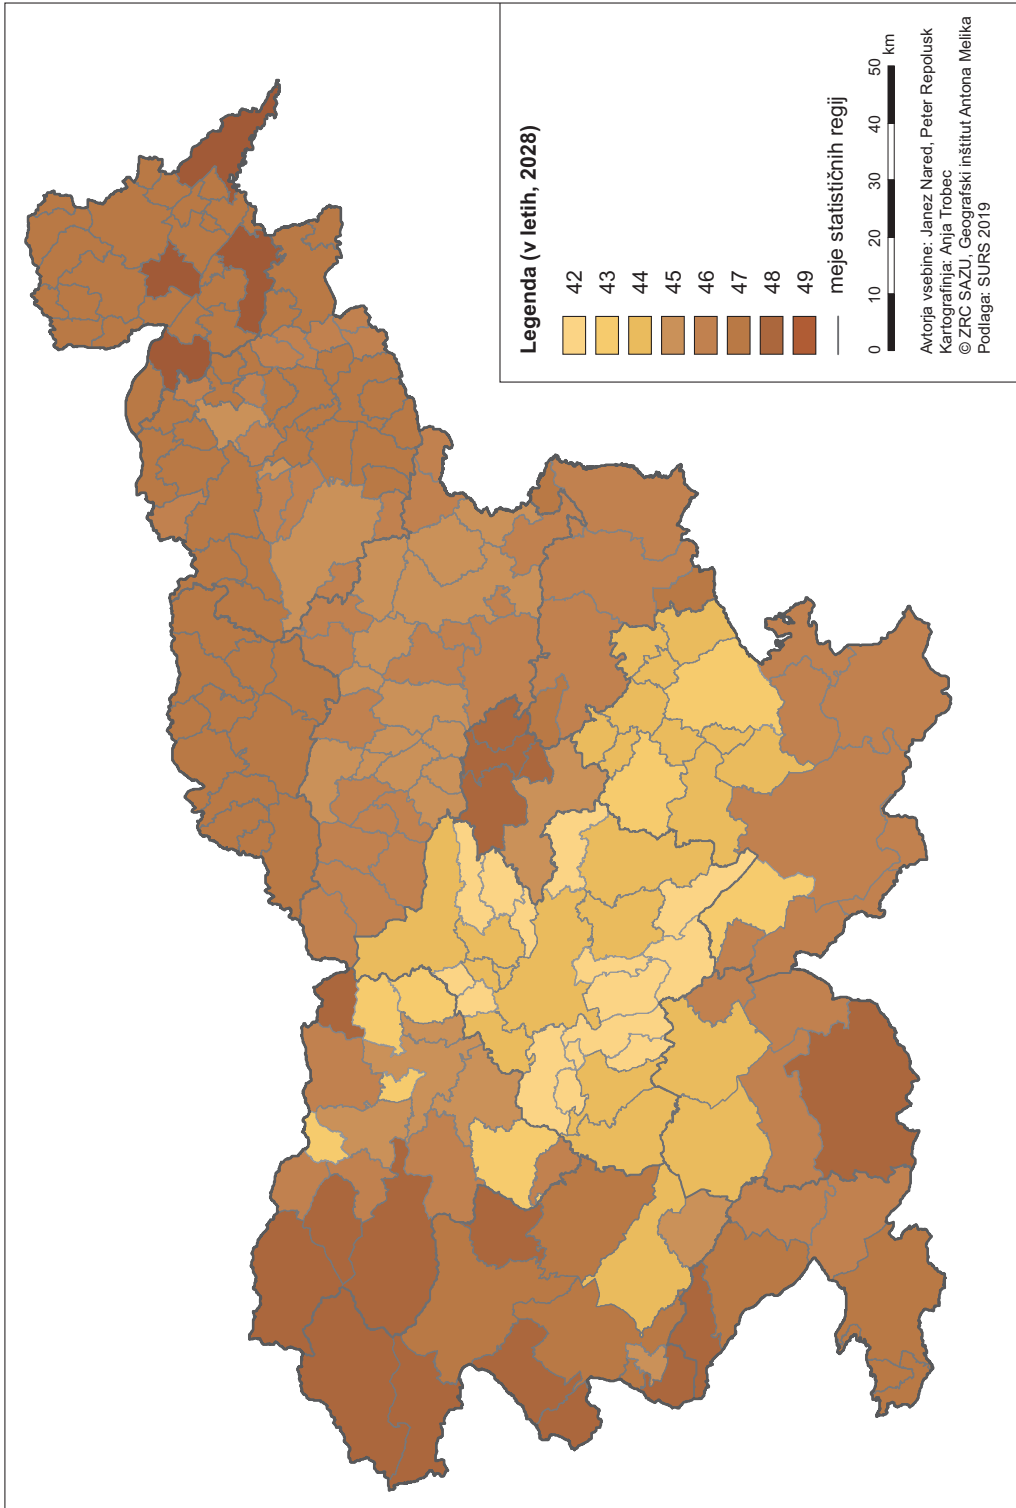 Legenda (v letih, 2028)
42
43
44
45
46
47
48
49
meje statističnih regij
0 10 20 30 40 50 km
Avtorja vsebine: Janez Nared, Peter Repolusk
Kartografinja: Anja Trobec
© ZRC SAZU, Geografski inštitut Antona Melika
Podlaga: SURS 2019